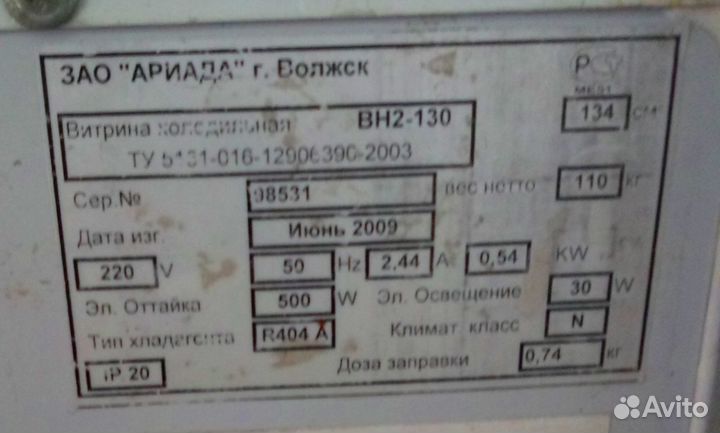 ЗАО "АРИАДА" г. Волжск
Витрина холодильная ВН2-130
ТУ 5131-016-12906390-2003
134 см
Сер.№ 98531 вес нетто 110 кг
Дата изг. Июнь 2009
220 V 50 Hz 2,44 A 0,54 KW
Эл. Оттайка 500 W Эл. Освещение 30 W
Тип хладагента R404 A Климат. класс N
IP 20 Доза заправки 0,74 кг
Avito